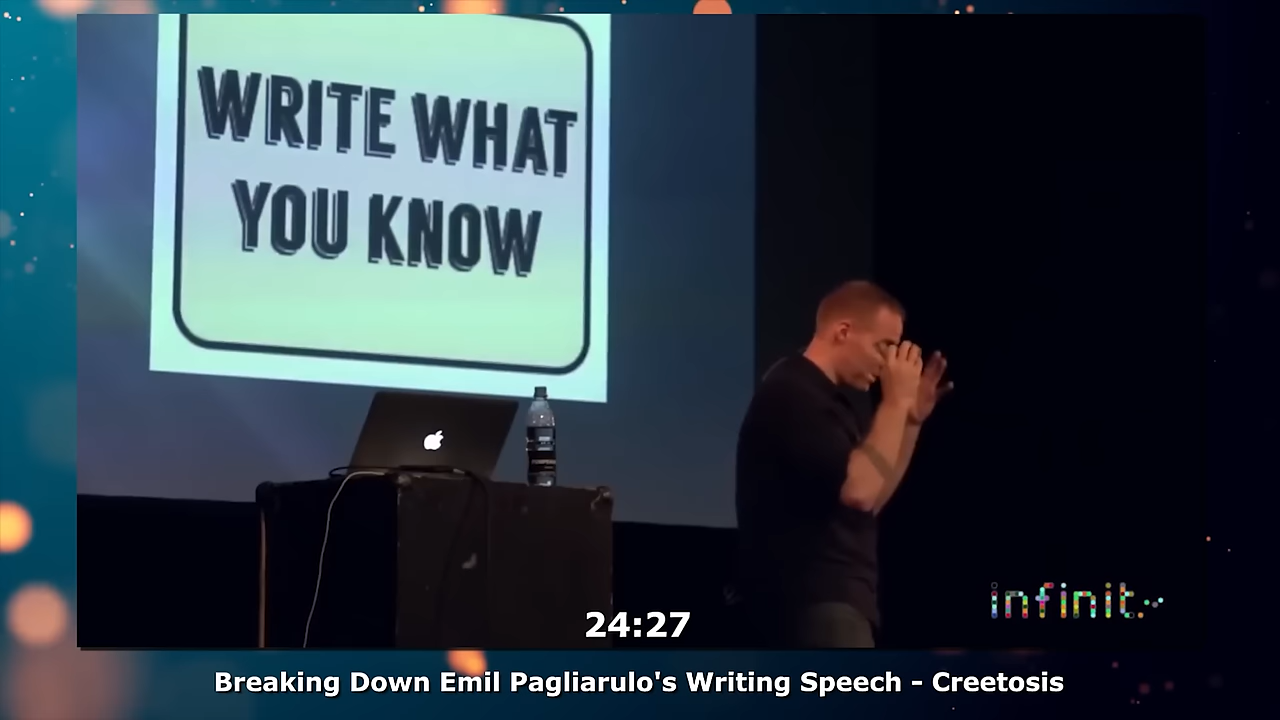 WRITE WHAT
YOU KNOW
infinit
24:27
Breaking Down Emil Pagliarulo's Writing Speech - Creetosis